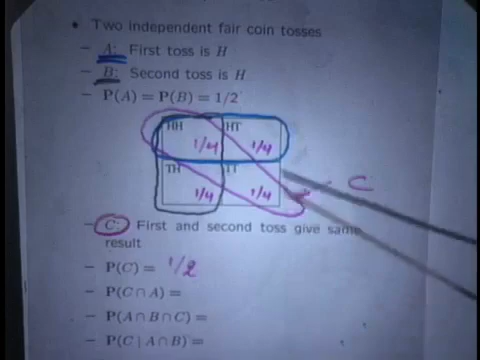 • Two independent fair coin tosses
– A: First toss is H
– B: Second toss is H
– P(A) = P(B) = 1/2
HH HT
1/4 1/4
TH TT
1/4 1/4
C
– C: First and second toss give same
result
– P(C) = 1/2
– P(C ∩ A) =
– P(A ∩ B ∩ C) =
– P(C | A ∩ B) =